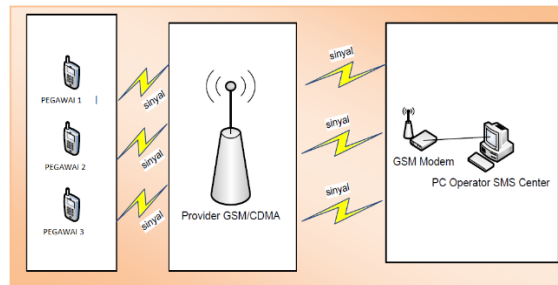 PEGAWAI 1
PEGAWAI 2
PEGAWAI 3
sinyal
sinyal
sinyal
Provider GSM/CDMA
sinyal
sinyal
sinyal
GSM Modem
PC Operator SMS Center